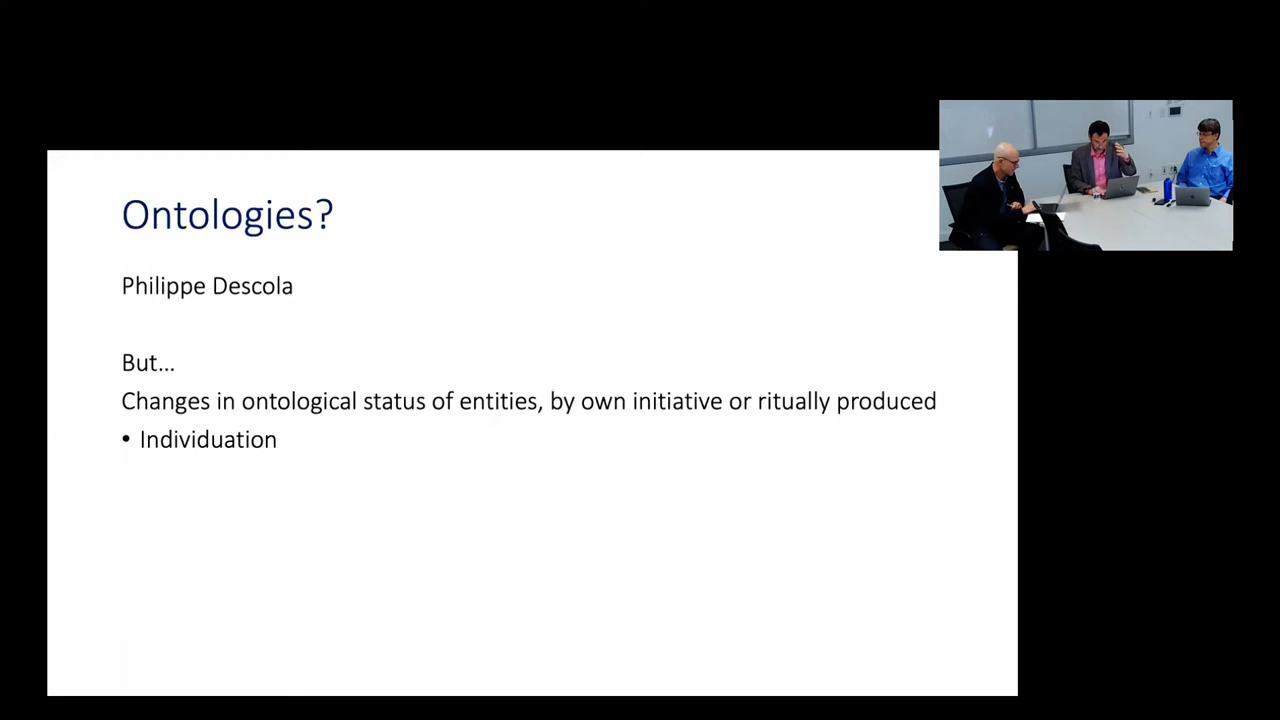 Ontologies?
Philippe Descola
But...
Changes in ontological status of entities, by own initiative or ritually produced
• Individuation